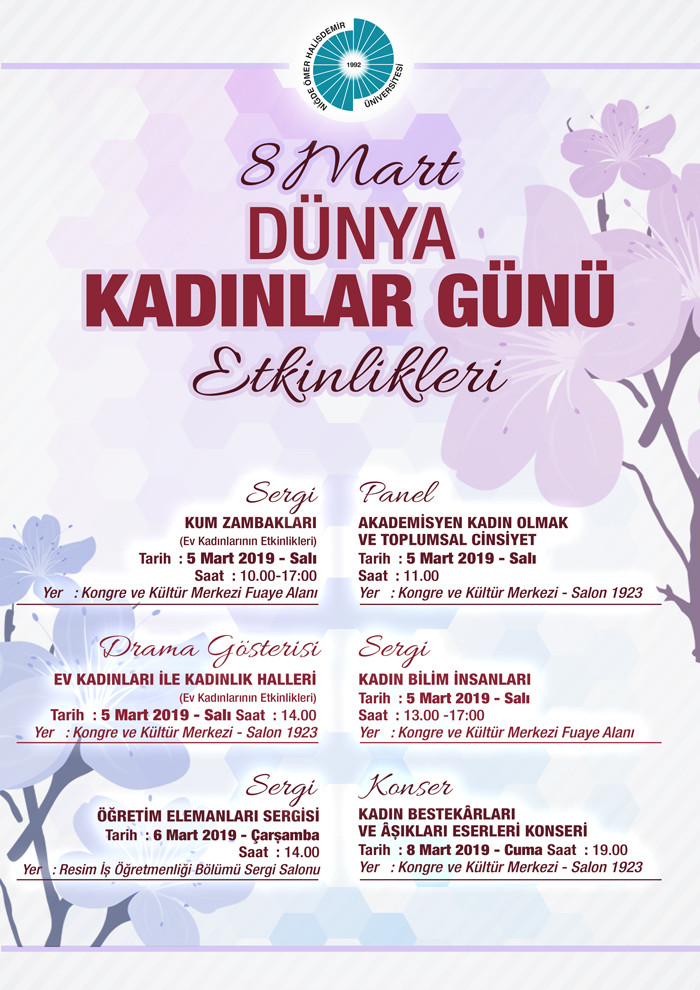 NİĞDE ÖMER HALİSDEMİR
1992
ÜNİVERSİTESİ
8 Mart
DÜNYA
KADINLAR GÜNÜ
Etkinlikleri
Sergi
KUM ZAMBAKLARI
(Ev Kadınlarının Etkinlikleri)
Tarih : 5 Mart 2019 - Salı
Saat : 10.00-17:00
Yer : Kongre ve Kültür Merkezi Fuaye Alanı
Panel
AKADEMİSYEN KADIN OLMAK
VE TOPLUMSAL CİNSİYET
Tarih : 5 Mart 2019 - Salı
Saat : 11.00
Yer : Kongre ve Kültür Merkezi - Salon 1923
Drama Gösterisi
EV KADINLARI İLE KADINLIK HALLERİ
(Ev Kadınlarının Etkinlikleri)
Tarih : 5 Mart 2019 - Salı Saat : 14.00
Yer : Kongre ve Kültür Merkezi - Salon 1923
Sergi
KADIN BİLİM İNSANLARI
Tarih : 5 Mart 2019 - Salı
Saat : 13.00 -17:00
Yer : Kongre ve Kültür Merkezi Fuaye Alanı
Sergi
ÖĞRETİM ELEMANLARI SERGİSİ
Tarih : 6 Mart 2019 - Çarşamba
Saat : 14.00
Yer : Resim İş Öğretmenliği Bölümü Sergi Salonu
Konser
KADIN BESTEKÂRLARI
VE ÂŞIKLARI ESERLERİ KONSERİ
Tarih : 8 Mart 2019 - Cuma Saat : 19.00
Yer : Kongre ve Kültür Merkezi - Salon 1923